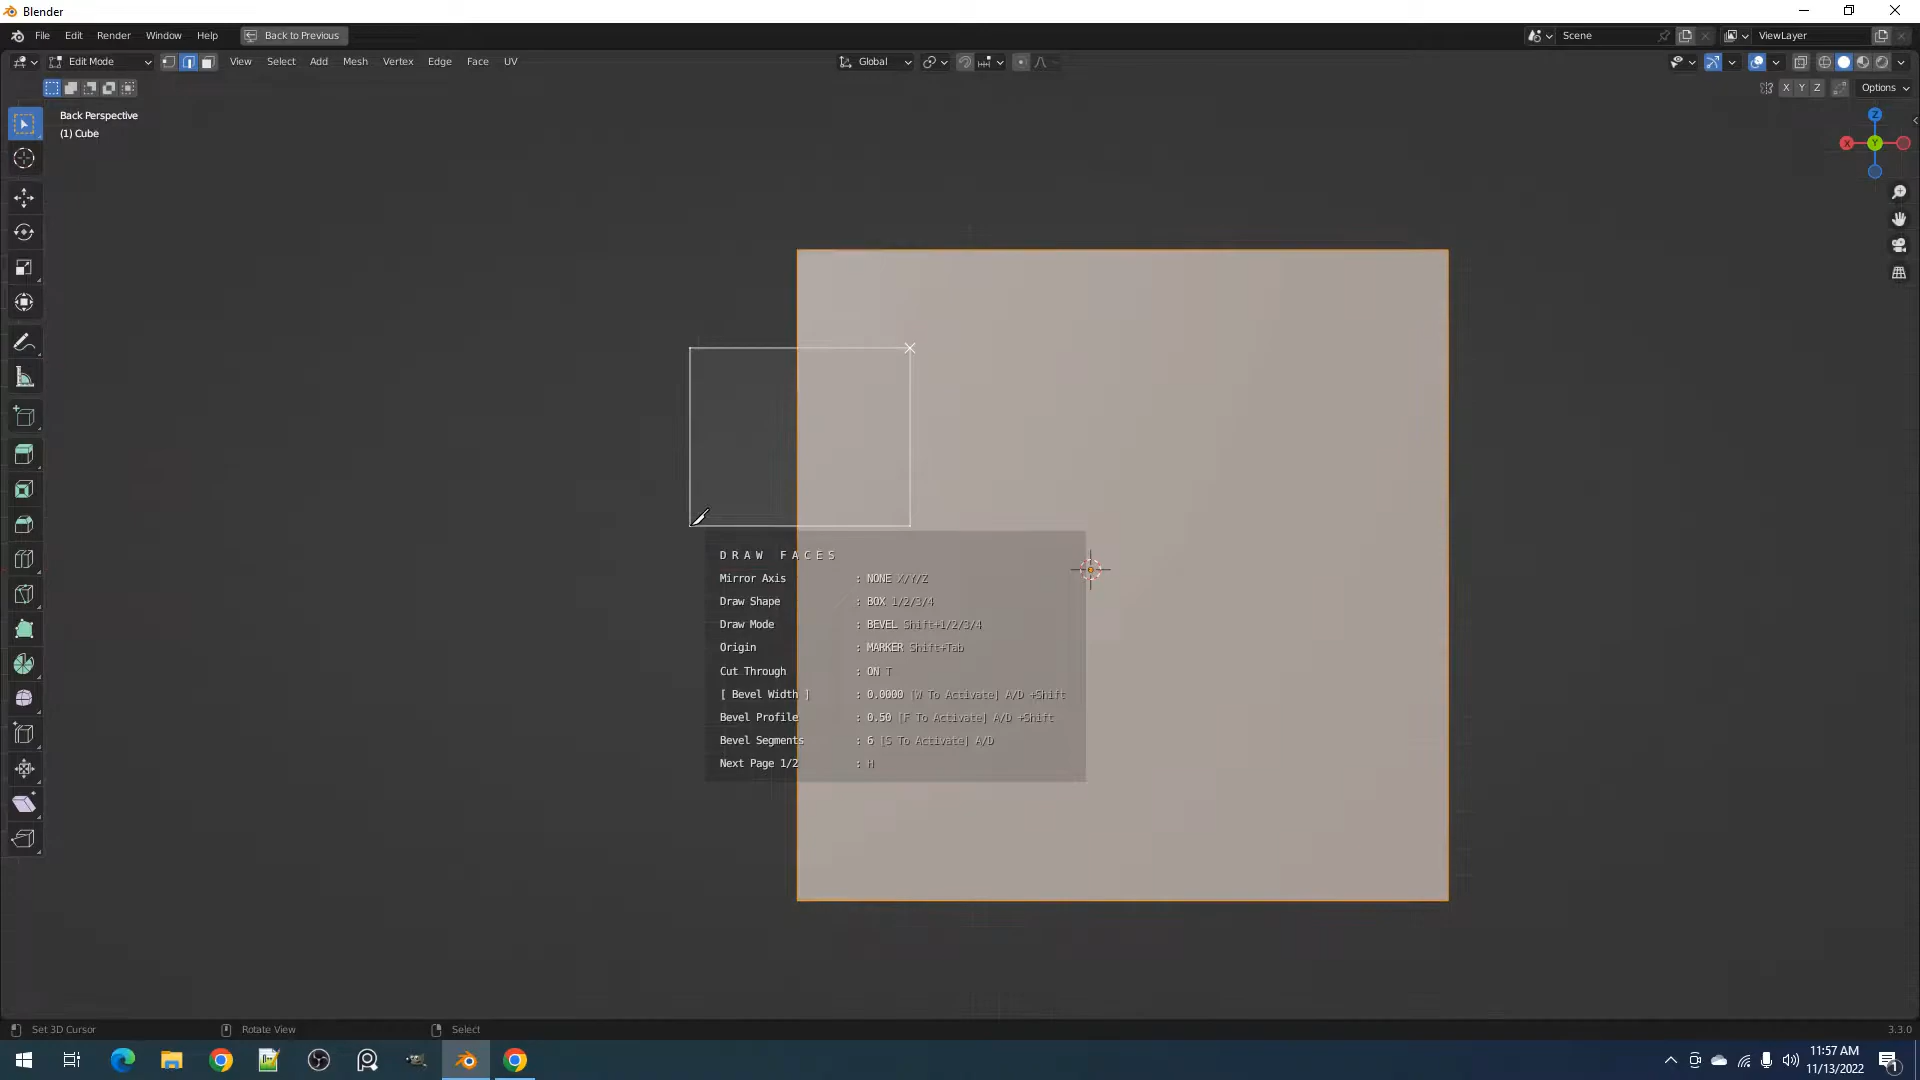 Blender
File Edit Render Window Help Back to Previous Scene ViewLayer
Edit Mode View Select Add Mesh Vertex Edge Face UV Global
X Y Z Options
Back Perspective
(1) Cube
Z
X Y
DRAW FACES
Mirror Axis : NONE X/Y/Z
Draw Shape : BOX 1/2/3/4
Draw Mode : BEVEL Shift+1/2/3/4
Origin : MARKER Shift+Tab
Cut Through : ON T
[ Bevel Width ] : 0.0000 [W To Activate] A/D +Shift
Bevel Profile : 0.50 [F To Activate] A/D +Shift
Bevel Segments : 6 [S To Activate] A/D
Next Page 1/2 : H
Set 3D Cursor Rotate View Select 3.3.0
11:57 AM
11/13/2022
1